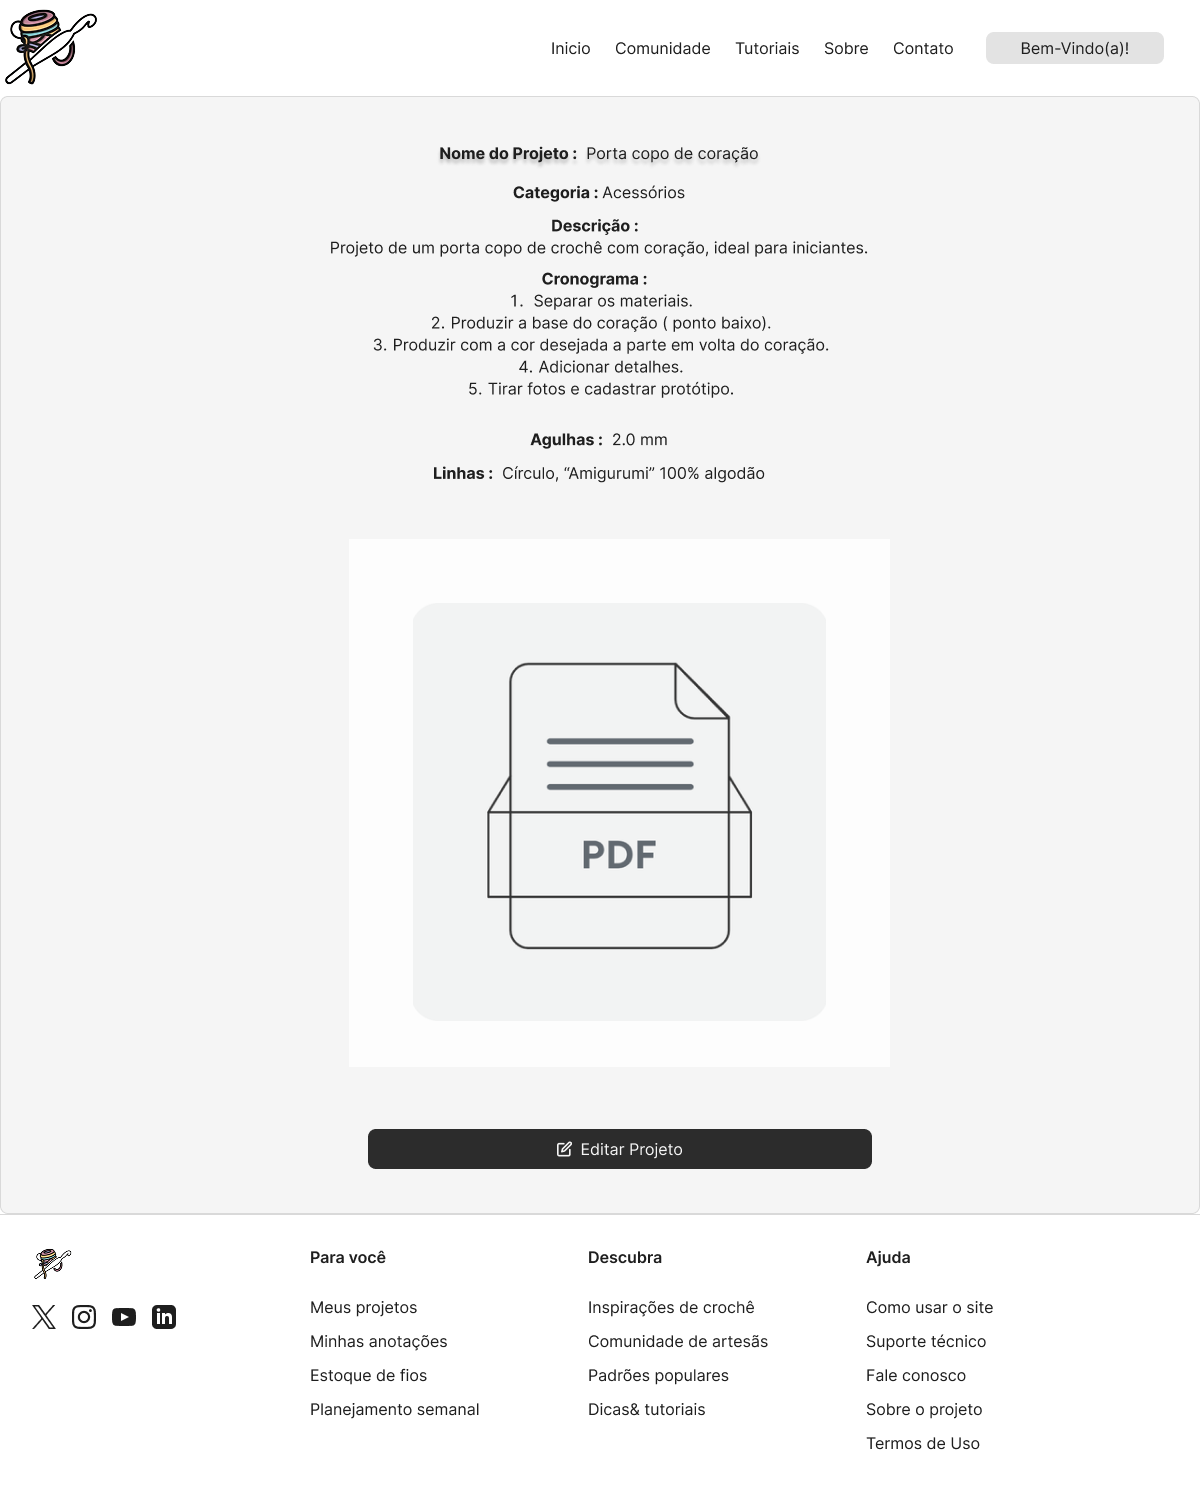 Inicio Comunidade Tutoriais Sobre Contato Bem-Vindo(a)!
Nome do Projeto : Porta copo de coração
Categoria : Acessórios
Descrição :
Projeto de um porta copo de crochê com coração, ideal para iniciantes.
Cronograma :
1. Separar os materiais.
2. Produzir a base do coração ( ponto baixo).
3. Produzir com a cor desejada a parte em volta do coração.
4. Adicionar detalhes.
5. Tirar fotos e cadastrar protótipo.
Agulhas : 2.0 mm
Linhas : Círculo, “Amigurumi” 100% algodão
PDF
Editar Projeto
Para você
Meus projetos
Minhas anotações
Estoque de fios
Planejamento semanal
Descubra
Inspirações de crochê
Comunidade de artesãs
Padrões populares
Dicas& tutoriais
Ajuda
Como usar o site
Suporte técnico
Fale conosco
Sobre o projeto
Termos de Uso